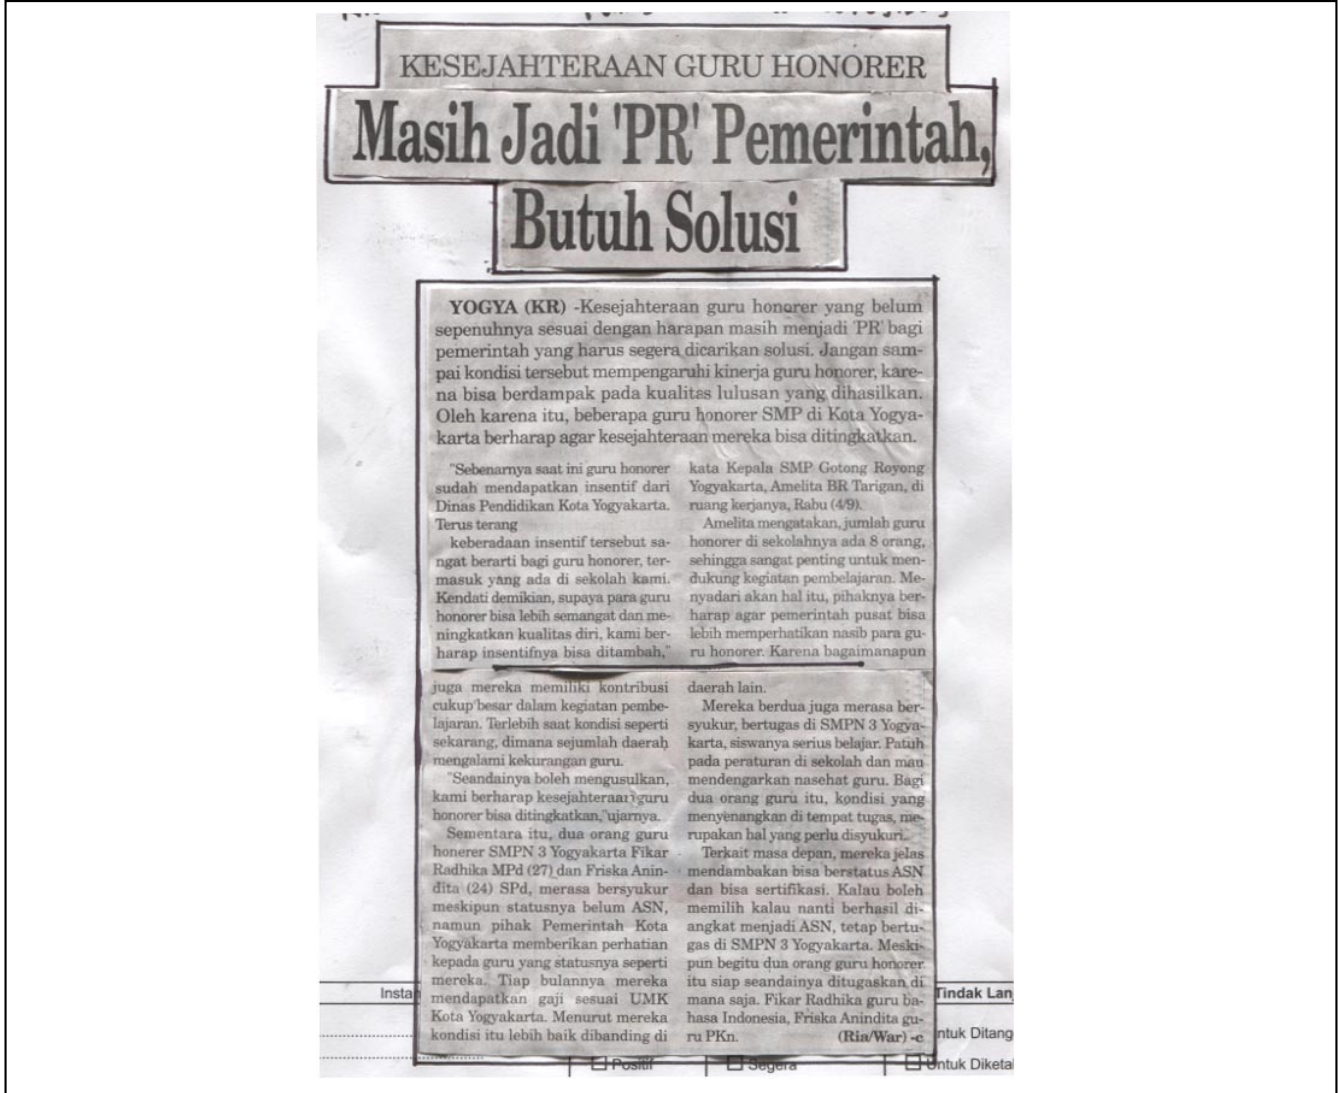 KESEJAHTERAAN GURU HONORER
Masih Jadi 'PR' Pemerintah,
Butuh Solusi
YOGYA (KR) -Kesejahteraan guru honorer yang belum
sepenuhnya sesuai dengan harapan masih menjadi 'PR' bagi
pemerintah yang harus segera dicarikan solusi. Jangan sam-
pai kondisi tersebut mempengaruhi kinerja guru honorer, kare-
na bisa berdampak pada kualitas lulusan yang dihasilkan.
Oleh karena itu, beberapa guru honorer SMP di Kota Yogya-
karta berharap agar kesejahteraan mereka bisa ditingkatkan.
"Sebenarnya saat ini guru honorer
sudah mendapatkan insentif dari
Dinas Pendidikan Kota Yogyakarta.
Terus terang
keberadaan insentif tersebut sa-
ngat berarti bagi guru honorer, ter-
masuk yang ada di sekolah kami.
Kendati demikian, supaya para guru
honorer bisa lebih semangat dan me-
ningkatkan kualitas diri, kami ber-
harap insentifnya bisa ditambah,"
kata Kepala SMP Gotong Royong
Yogyakarta, Amelita BR Tarigan, di
ruang kerjanya, Rabu (4/9).
Amelita mengatakan, jumlah guru
honorer di sekolahnya ada 8 orang,
sehingga sangat penting untuk men-
dukung kegiatan pembelajaran. Me-
nyadari akan hal itu, pihaknya ber-
harap agar pemerintah pusat bisa
lebih memperhatikan nasib para gu-
ru honorer. Karena bagaimanapun
juga mereka memiliki kontribusi
cukup besar dalam kegiatan pembe-
lajaran. Terlebih saat kondisi seperti
sekarang, dimana sejumlah daerah
mengalami kekurangan guru.
"Seandainya boleh mengusulkan,
kami berharap kesejahteraan guru
honorer bisa ditingkatkan,"ujarnya.
Sementara itu, dua orang guru
honerer SMPN 3 Yogyakarta Fikar
Radhika MPd (27) dan Friska Anin-
dita (24) SPd, merasa bersyukur
meskipun statusnya belum ASN,
namun pihak Pemerintah Kota
Yogyakarta memberikan perhatian
kepada guru yang statusnya seperti
mereka. Tiap bulannya mereka
mendapatkan gaji sesuai UMK
Kota Yogyakarta. Menurut mereka
kondisi itu lebih baik dibanding di
daerah lain.
Mereka berdua juga merasa ber-
syukur, bertugas di SMPN 3 Yogya-
karta, siswanya serius belajar. Patuh
pada peraturan di sekolah dan mau
mendengarkan nasehat guru. Bagi
dua orang guru itu, kondisi yang
menyenangkan di tempat tugas, me-
rupakan hal yang perlu disyukuri.
Terkait masa depan, mereka jelas
mendambakan bisa berstatus ASN
dan bisa sertifikasi. Kalau boleh
memilih kalau nanti berhasil di-
angkat menjadi ASN, tetap bertu-
gas di SMPN 3 Yogyakarta. Meski-
pun begitu dua orang guru honorer
itu siap seandainya ditugaskan di
mana saja. Fikar Radhika guru ba-
hasa Indonesia, Friska Anindita gu-
ru PKn. (Ria/War) -c
Insta
Tindak Lan
ntuk Ditang
Positif
Segera
Untuk Diketa